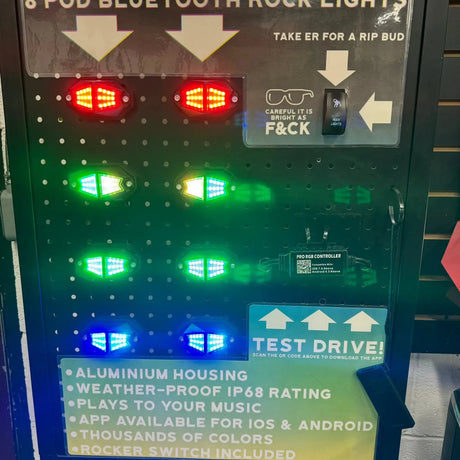 8 POD BLUETOOTH ROCK LIGHTS
TAKE ER FOR A RIP BUD
CAREFUL IT IS
BRIGHT AS
F&CK
ROCK
LIGHTS
PRO RGB CONTROLLER
TEST DRIVE!
SCAN THE QR CODE ABOVE TO DOWNLOAD THE APP
• ALUMINIUM HOUSING
• WEATHER-PROOF IP68 RATING
• PLAYS TO YOUR MUSIC
• APP AVAILABLE FOR IOS & ANDROID
• THOUSANDS OF COLORS
• ROCKER SWITCH INCLUDED